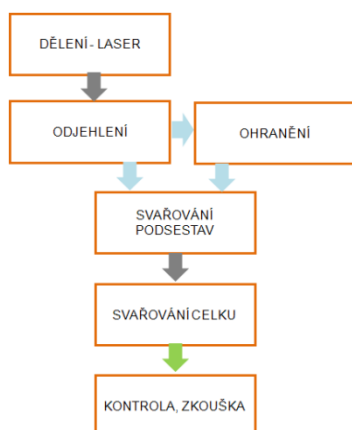 DĚLENÍ - LASER
ODJEHLENÍ
OHRANĚNÍ
SVAŘOVÁNÍ
PODSESTAV
SVAŘOVÁNÍ CELKU
KONTROLA, ZKOUŠKA